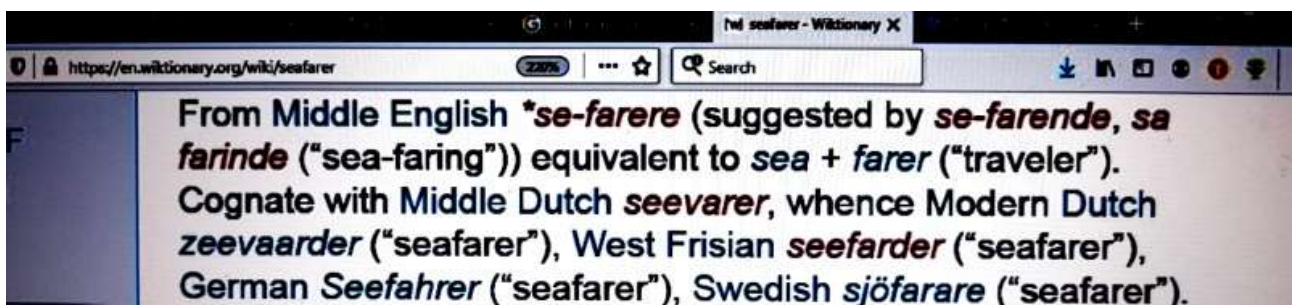 seafarer - Wiktionary X
https://en.wiktionary.org/wiki/seafarer 220% ... Search
F
From Middle English *se-farere (suggested by se-farende, sa
farinde (“sea-faring”)) equivalent to sea + farer (“traveler”).
Cognate with Middle Dutch seevarer, whence Modern Dutch
zeevaarder (“seafarer”), West Frisian seefarder (“seafarer”),
German Seefahrer (“seafarer”), Swedish sjöfarare (“seafarer”),